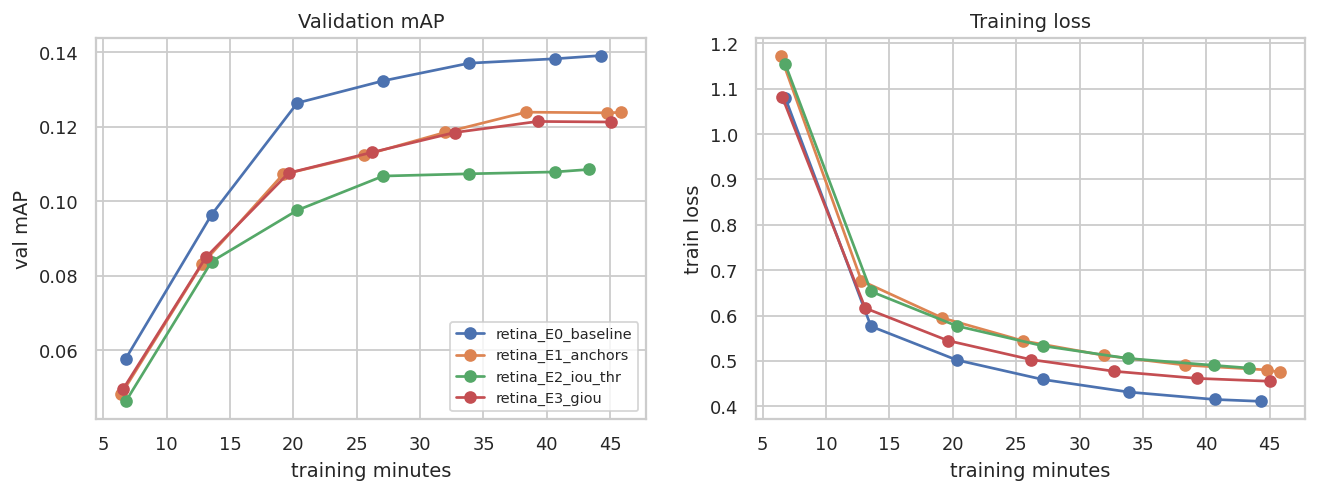 Validation mAP
0.14
0.12
0.10
0.08
0.06
val mAP
5 10 15 20 25 30 35 40 45
training minutes
retina_E0_baseline
retina_E1_anchors
retina_E2_iou_thr
retina_E3_giou
Training loss
1.2
1.1
1.0
0.9
0.8
0.7
0.6
0.5
0.4
train loss
5 10 15 20 25 30 35 40 45
training minutes